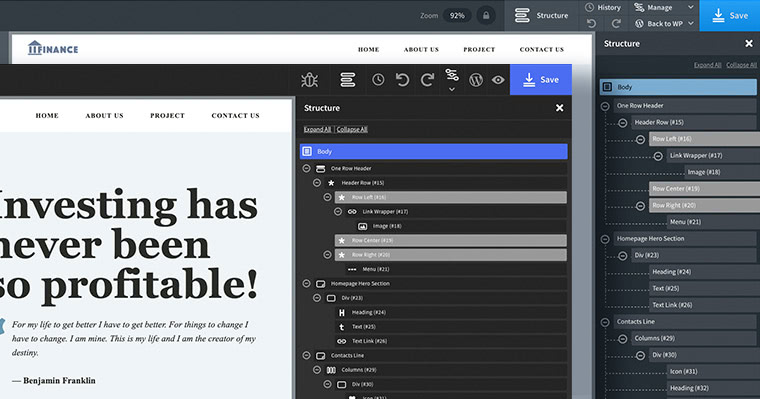 Zoom 92% Structure History Manage Back to WP Save
FINANCE HOME ABOUT US PROJECT CONTACT US
Structure
Expand All Collapse All
Body
One Row Header
Header Row (#15)
Row Left (#16)
Link Wrapper (#17)
Image (#18)
Row Center (#19)
Row Right (#20)
Menu (#21)
Homepage Hero Section
Div (#23)
Heading (#24)
Text (#25)
Text Link (#26)
Contacts Line
Columns (#29)
Div (#30)
Icon (#31)
Heading (#32)
Save
Structure
Expand All | Collapse All
Body
One Row Header
Header Row (#15)
Row Left (#16)
Link Wrapper (#17)
Image (#18)
Row Center (#19)
Row Right (#20)
Menu (#21)
Homepage Hero Section
Div (#23)
Heading (#24)
Text (#25)
Text Link (#26)
Contacts Line
Columns (#29)
Div (#30)
Icon (#31)
HOME ABOUT US PROJECT CONTACT US
Investing has
never been
so profitable!
For my life to get better I have to get better. For things to change I
have to change. I am mine. This is my life and I am the creator of my
destiny.
— Benjamin Franklin